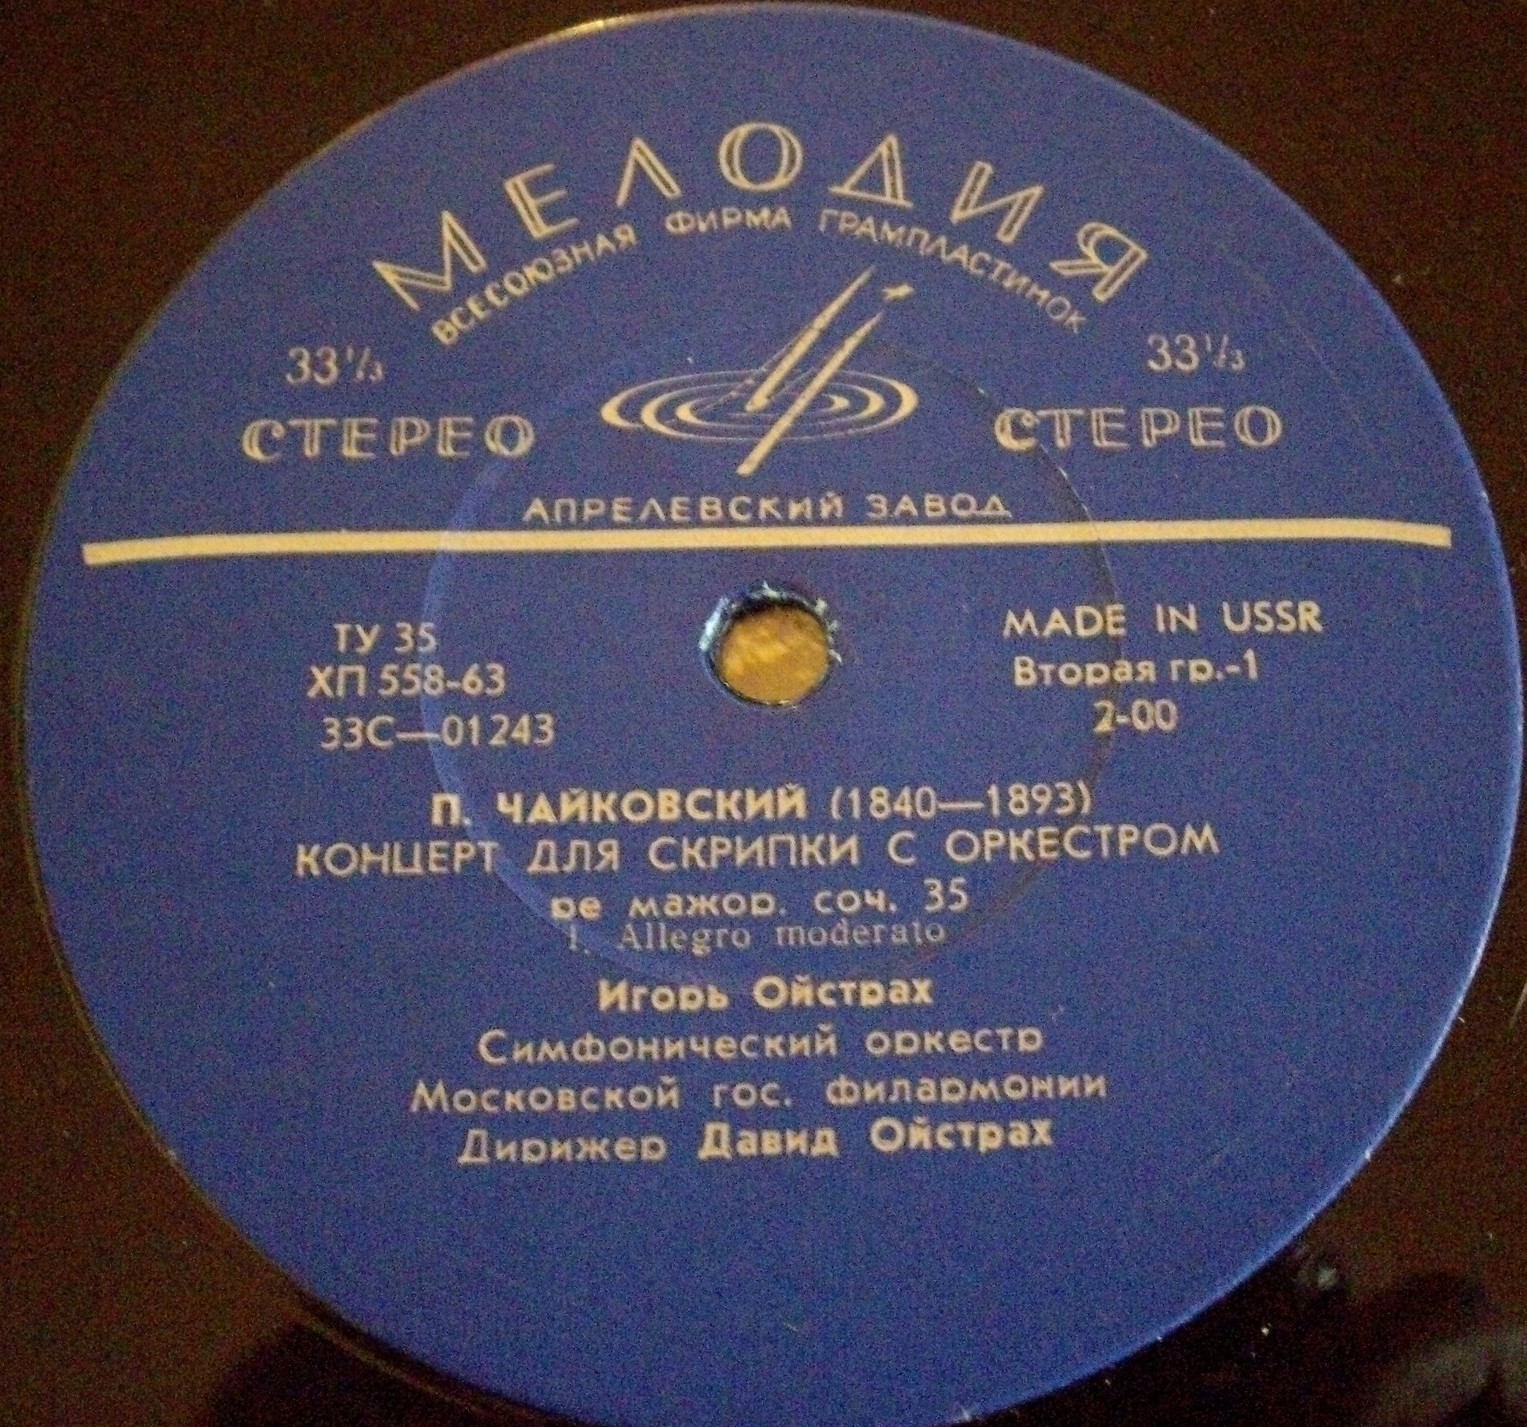 МЕЛОДИЯ
ВСЕСОЮЗНАЯ ФИРМА ГРАМПЛАСТИНОК
33⅓ 33⅓
СТЕРЕО СТЕРЕО
АПРЕЛЕВСКИЙ ЗАВОД
ТУ 35
ХП 558-63
33С—01243
MADE IN USSR
Вторая гр.-1
2-00
П. ЧАЙКОВСКИЙ (1840—1893)
КОНЦЕРТ ДЛЯ СКРИПКИ С ОРКЕСТРОМ
ре мажор, соч. 35
1. Allegro moderato
Игорь Ойстрах
Симфонический оркестр
Московской гос. филармонии
Дирижер Давид Ойстрах